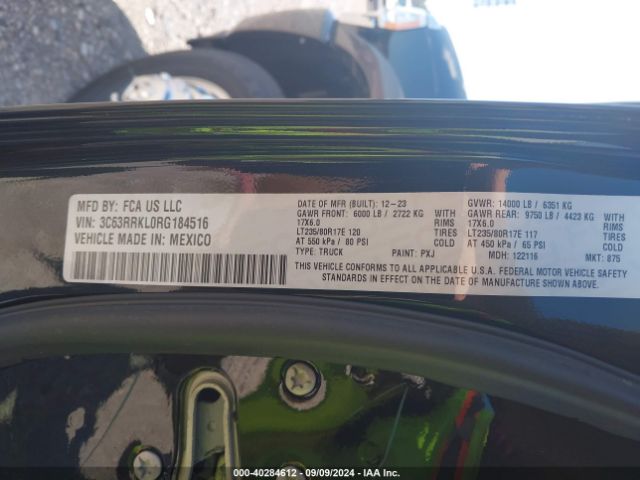 MFD BY: FCA US LLC
VIN: 3C63RRKL0RG184516
VEHICLE MADE IN: MEXICO
DATE OF MFR (BUILT): 12-23
GAWR FRONT: 6000 LB / 2722 KG WITH
17X6.0 RIMS
LT235/80R17E 120 TIRES
AT 550 kPa / 80 PSI COLD
TYPE: TRUCK PAINT: PXJ
GVWR: 14000 LB / 6351 KG
GAWR REAR: 9750 LB / 4423 KG WITH
17X6.0 RIMS
LT235/80R17E 117 TIRES
AT 450 kPa / 65 PSI COLD
MDH: 122116 MKT: 875
THIS VEHICLE CONFORMS TO ALL APPLICABLE U.S.A. FEDERAL MOTOR VEHICLE SAFETY
STANDARDS IN EFFECT ON THE DATE OF MANUFACTURE SHOWN ABOVE.
000-40284612 - 09/09/2024 - IAA Inc.